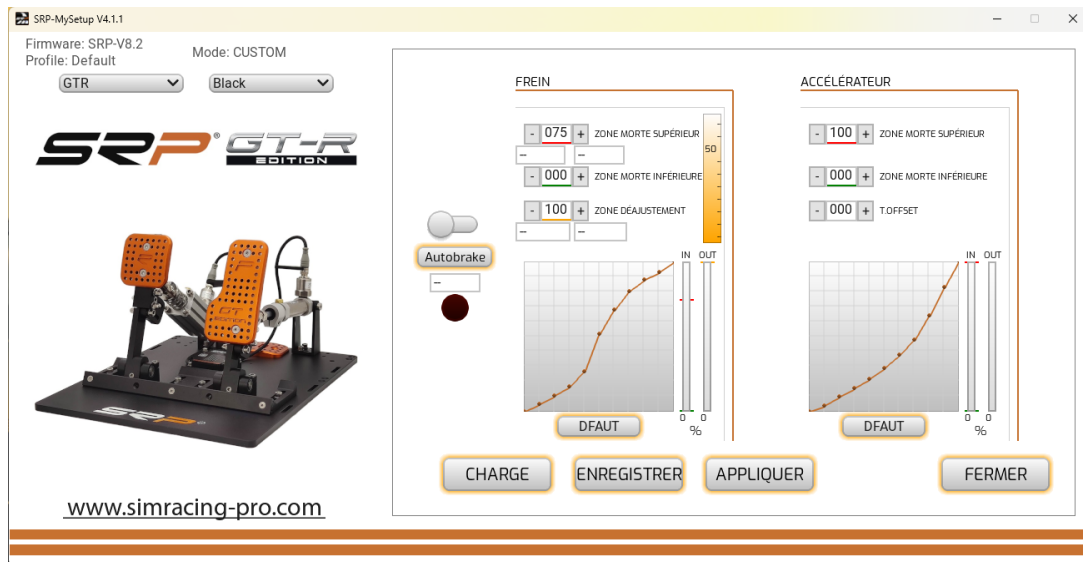 SRP-MySetup V4.1.1
Firmware: SRP-V8.2
Profile: Default
Mode: CUSTOM
GTR
Black
SRP® GT-R
EDITION
www.simracing-pro.com
FREIN
- 075 + ZONE MORTE SUPÉRIEUR
50
--
--
- 000 + ZONE MORTE INFÉRIEURE
- 100 + ZONE DÉAJUSTEMENT
--
--
Autobrake
--
IN OUT
0 0
%
DFAUT
ACCÉLÉRATEUR
- 100 + ZONE MORTE SUPÉRIEUR
- 000 + ZONE MORTE INFÉRIEURE
- 000 + T.OFFSET
IN OUT
0 0
%
DFAUT
CHARGE
ENREGISTRER
APPLIQUER
FERMER